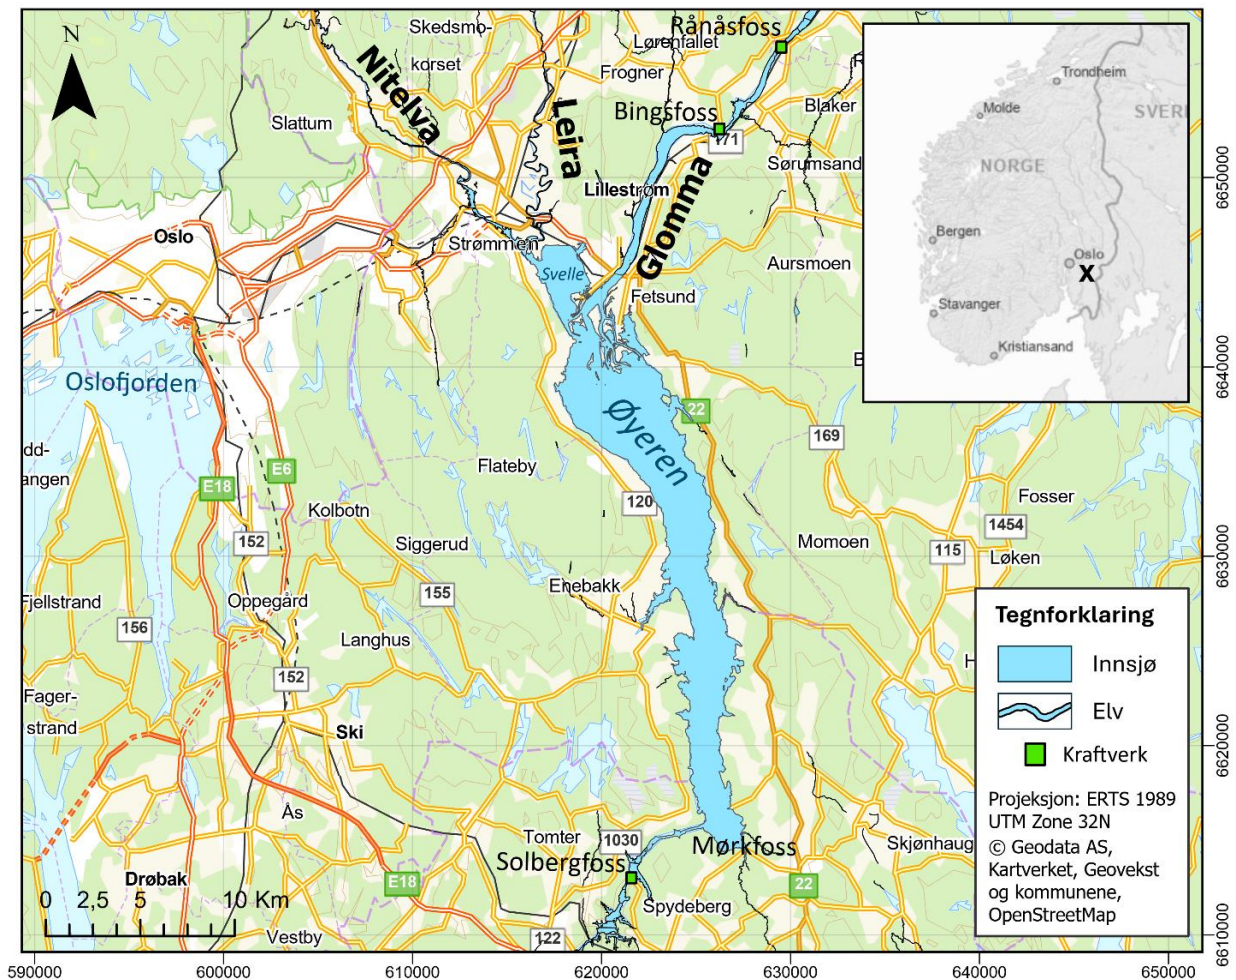 N
Skedsmo-
korset
Nitelva
Slattum
Leira
Rånåsfoss
Lørenfallet
Frogner
Bingsfoss
Blaker
171
Sørumsand
Lillestrøm
Glomma
Oslo
Strømmen
Svelle
Aursmoen
Fetsund
Oslofjorden
Øyeren
22
169
E6
E18
Flateby
120
Kolbotn
152
Siggerud
Momoen
Fosser
1454
115
Løken
Enebakk
155
Fjellstrand
Oppegård
156
Langhus
152
Fager-
strand
Ski
Ås
Tomter
1030
Solbergfoss
Mørkfoss
Skjønhaug
Drøbak
E18
22
Spydeberg
Vestby
122
0 2,5 5 10 Km
Trondheim
Molde
SVERI
NORGE
Bergen
Oslo
X
Stavanger
Kristiansand
Tegnforklaring
Innsjø
Elv
Kraftverk
Projeksjon: ERTS 1989
UTM Zone 32N
© Geodata AS,
Kartverket, Geovekst
og kommunene,
OpenStreetMap
6650000
6640000
6630000
6620000
6610000
590000 600000 610000 620000 630000 640000 650000